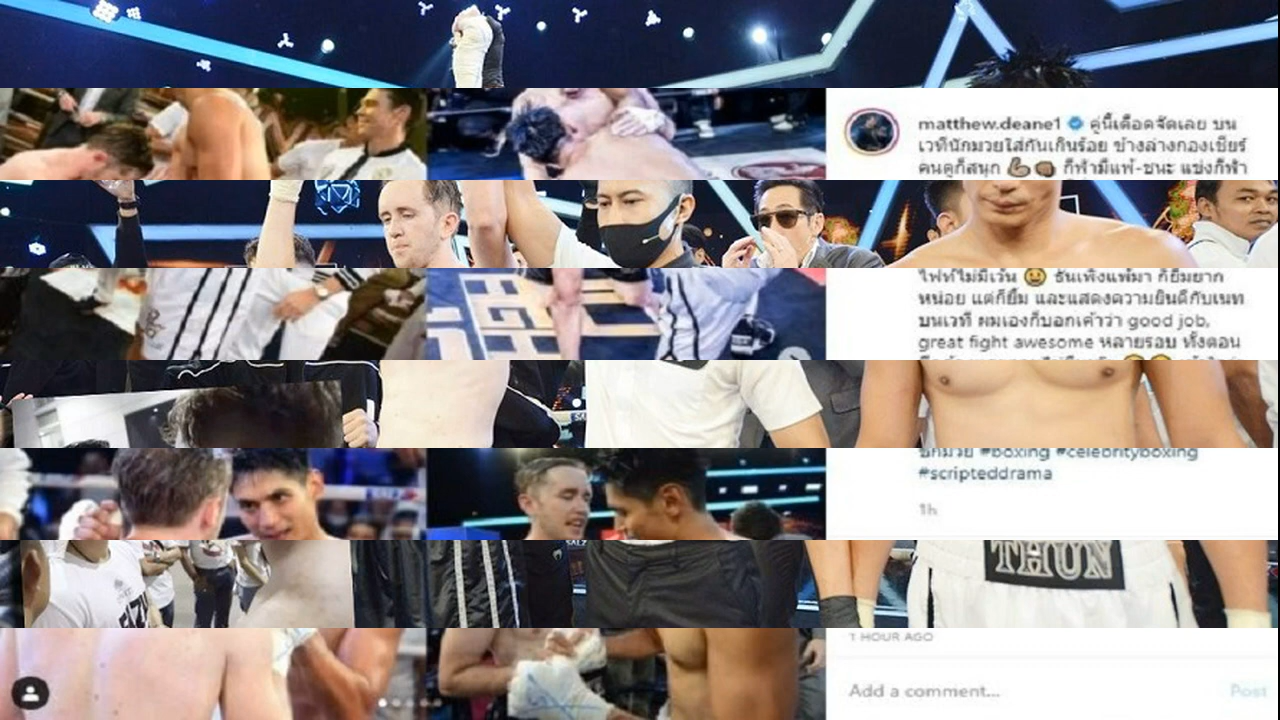 matthew.deane1 คู่นี้เดือดจัดเลย บน
เวทีนักมวยใส่กันเกินร้อย ข้างล่างกองเชียร์
คนดูก็สนุก 💪🏽👊🏽 กีฬามีแพ้-ชนะ แข่งกีฬา
ไฟท์ไม่มีเว้น 😢 ธันเพิ่งแพ้มา ก็ยิ้มยาก
หน่อย แต่ก็ยิ้ม และแสดงความยินดีกับเนท
บนเวที ผมเองก็บอกเค้าว่า good job,
great fight awesome หลายรอบ ทั้งตอน
#boxing #celebrityboxing
#scripteddrama
1h
THUN
1 HOUR AGO
Add a comment...
Post